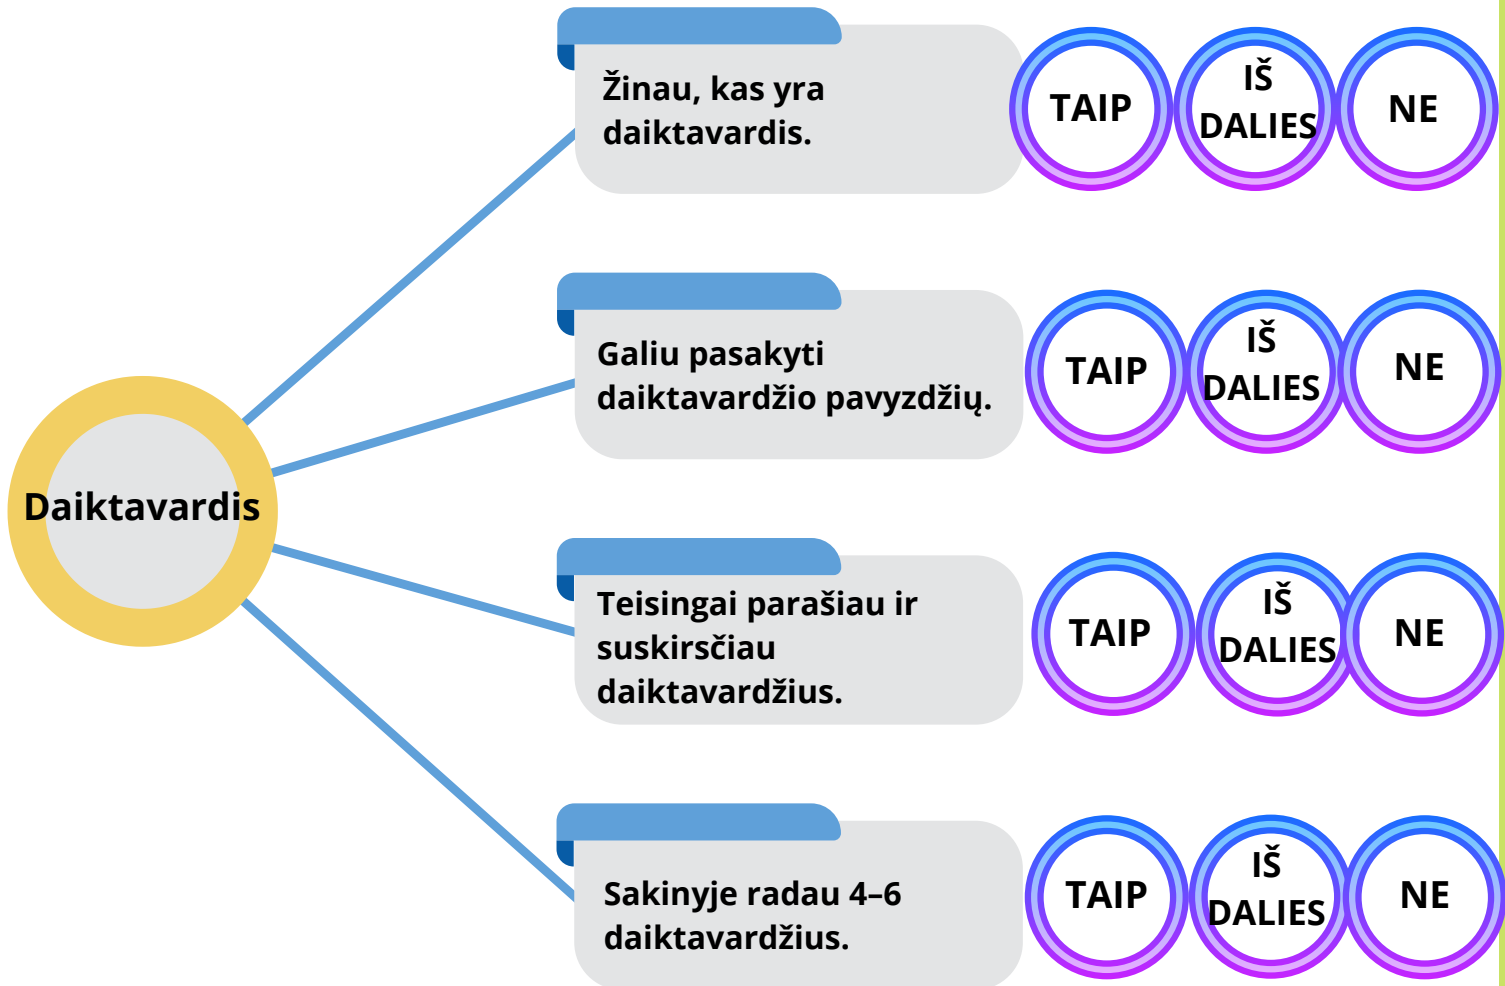 Žinau, kas yra
daiktavardis.
TAIP
IŠ
DALIES
NE
Galiu pasakyti
daiktavardžio pavyzdžių.
TAIP
IŠ
DALIES
NE
Daiktavardis
Teisingai parašiau ir
suskirsčiau
daiktavardžius.
TAIP
IŠ
DALIES
NE
Sakinyje radau 4–6
daiktavardžius.
TAIP
IŠ
DALIES
NE